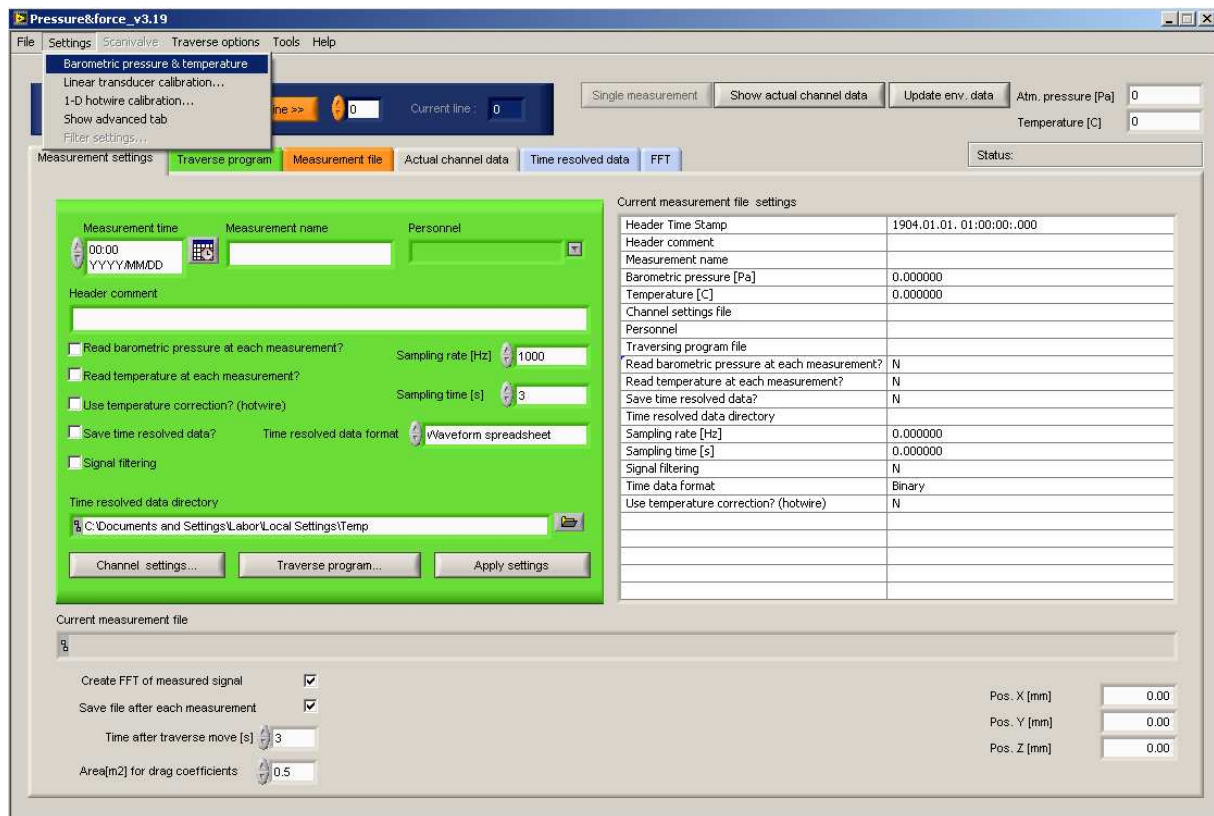 Pressure&force_v3.19
File Settings Scanivalve Traverse options Tools Help
Barometric pressure & temperature
Linear transducer calibration...
1-D hotwire calibration...
Show advanced tab
Filter settings...
line >> 0 Current line : 0
Single measurement Show actual channel data Update env. data Atm. pressure [Pa] 0
Temperature [C] 0
Measurement settings Traverse program Measurement file Actual channel data Time resolved data FFT Status:
Measurement time Measurement name Personnel
00:00
YYYY/MM/DD
Header comment
Read barometric pressure at each measurement?
Sampling rate [Hz] 1000
Read temperature at each measurement?
Sampling time [s] 3
Use temperature correction? (hotwire)
Save time resolved data? Time resolved data format Waveform spreadsheet
Signal filtering
Time resolved data directory
C:\Documents and Settings\Labor\Local Settings\Temp
Channel settings... Traverse program... Apply settings
Current measurement file settings
Header Time Stamp 1904.01.01. 01:00:00:.000
Header comment
Measurement name
Barometric pressure [Pa] 0.000000
Temperature [C] 0.000000
Channel settings file
Personnel
Traversing program file
Read barometric pressure at each measurement? N
Read temperature at each measurement? N
Save time resolved data? N
Time resolved data directory
Sampling rate [Hz] 0.000000
Sampling time [s] 0.000000
Signal filtering N
Time data format Binary
Use temperature correction? (hotwire) N
Current measurement file
Create FFT of measured signal
Save file after each measurement
Time after traverse move [s] 3
Area[m2] for drag coefficients 0.5
Pos. X [mm] 0.00
Pos. Y [mm] 0.00
Pos. Z [mm] 0.00